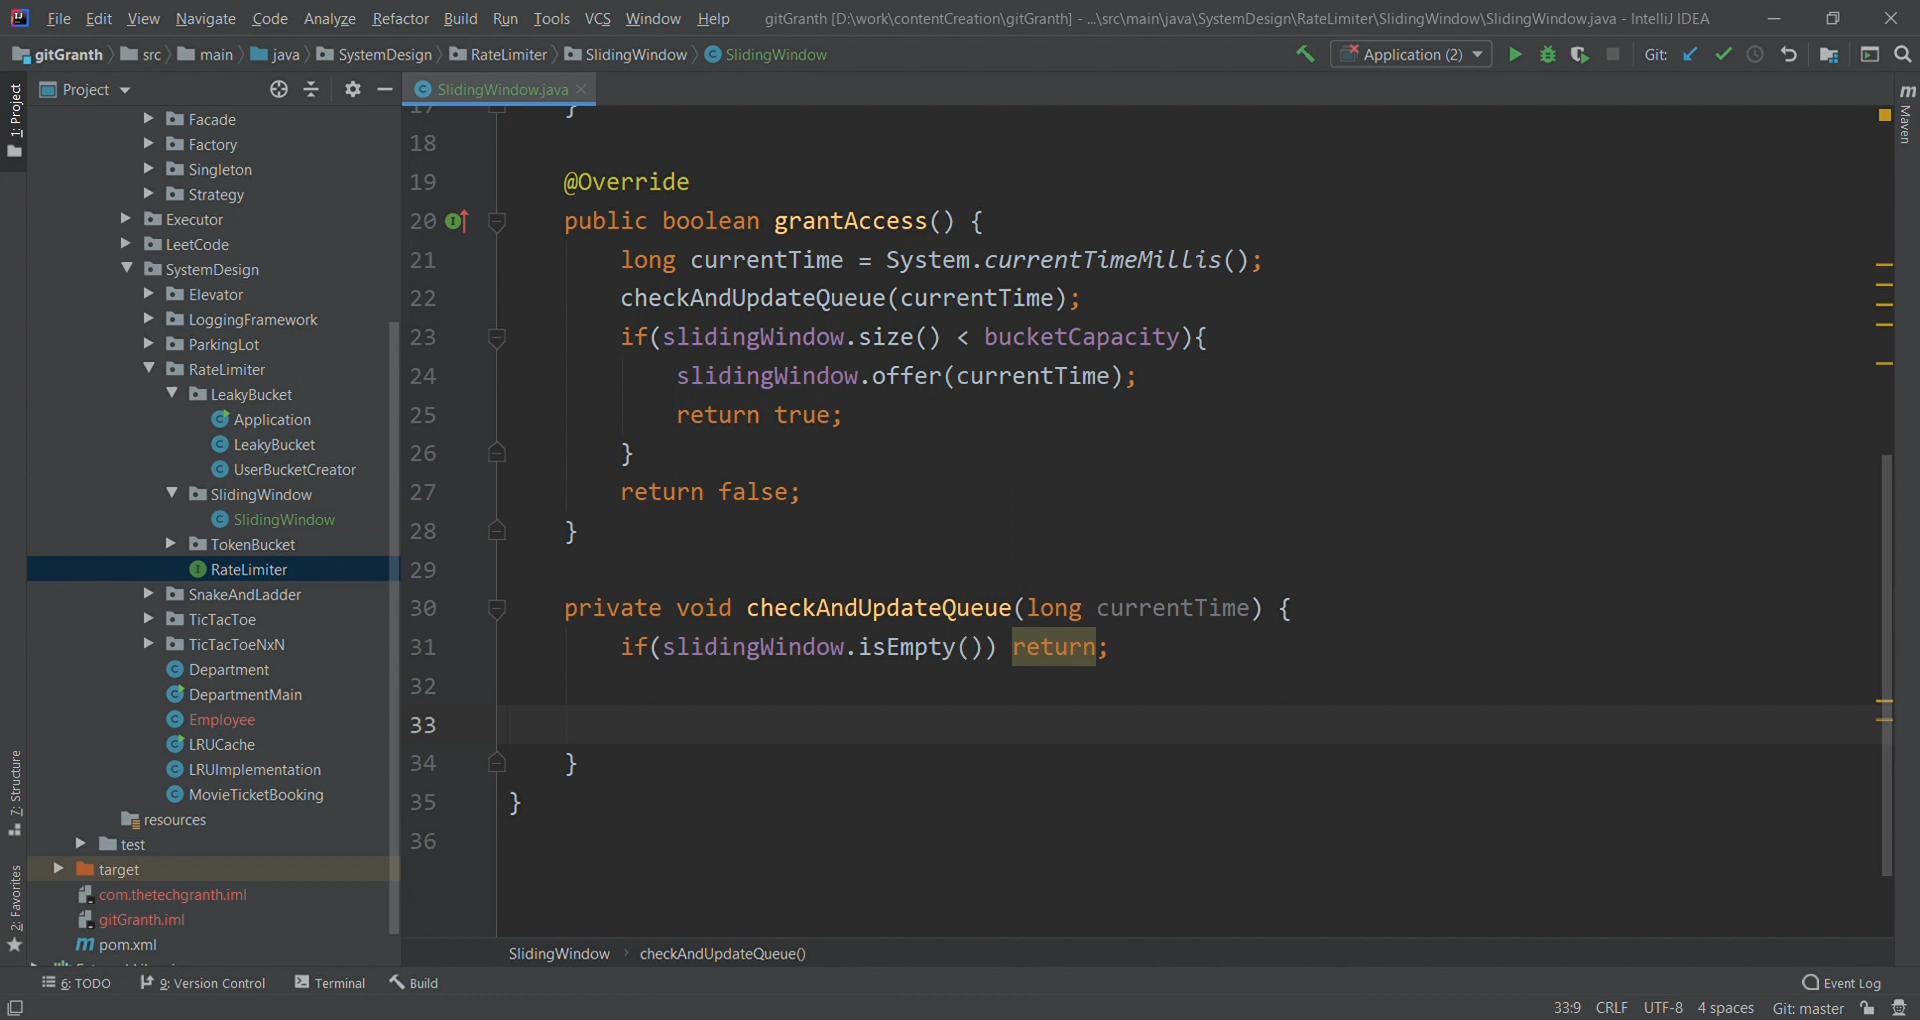 File Edit View Navigate Code Analyze Refactor Build Run Tools VCS Window Help gitGranth [D:\work\contentCreation\gitGranth] - ...\src\main\java\SystemDesign\RateLimiter\SlidingWindow\SlidingWindow.java - IntelliJ IDEA
gitGranth src main java SystemDesign RateLimiter SlidingWindow SlidingWindow Application (2) Git:
Project SlidingWindow.java
1: Project
Maven
Facade
Factory
Singleton
Strategy
Executor
LeetCode
SystemDesign
Elevator
LoggingFramework
ParkingLot
RateLimiter
LeakyBucket
Application
LeakyBucket
UserBucketCreator
SlidingWindow
SlidingWindow
TokenBucket
RateLimiter
SnakeAndLadder
TicTacToe
TicTacToeNxN
Department
DepartmentMain
Employee
LRUCache
LRUImplementation
MovieTicketBooking
resources
test
target
com.thetechgranth.iml
gitGranth.iml
pom.xml
7: Structure
2: Favorites
17 }
18
19 @Override
20 public boolean grantAccess() {
21 long currentTime = System.currentTimeMillis();
22 checkAndUpdateQueue(currentTime);
23 if(slidingWindow.size() < bucketCapacity){
24 slidingWindow.offer(currentTime);
25 return true;
26 }
27 return false;
28 }
29
30 private void checkAndUpdateQueue(long currentTime) {
31 if(slidingWindow.isEmpty()) return;
32
33
34 }
35 }
36
SlidingWindow checkAndUpdateQueue()
6: TODO 9: Version Control Terminal Build Event Log
33:9 CRLF UTF-8 4 spaces Git: master